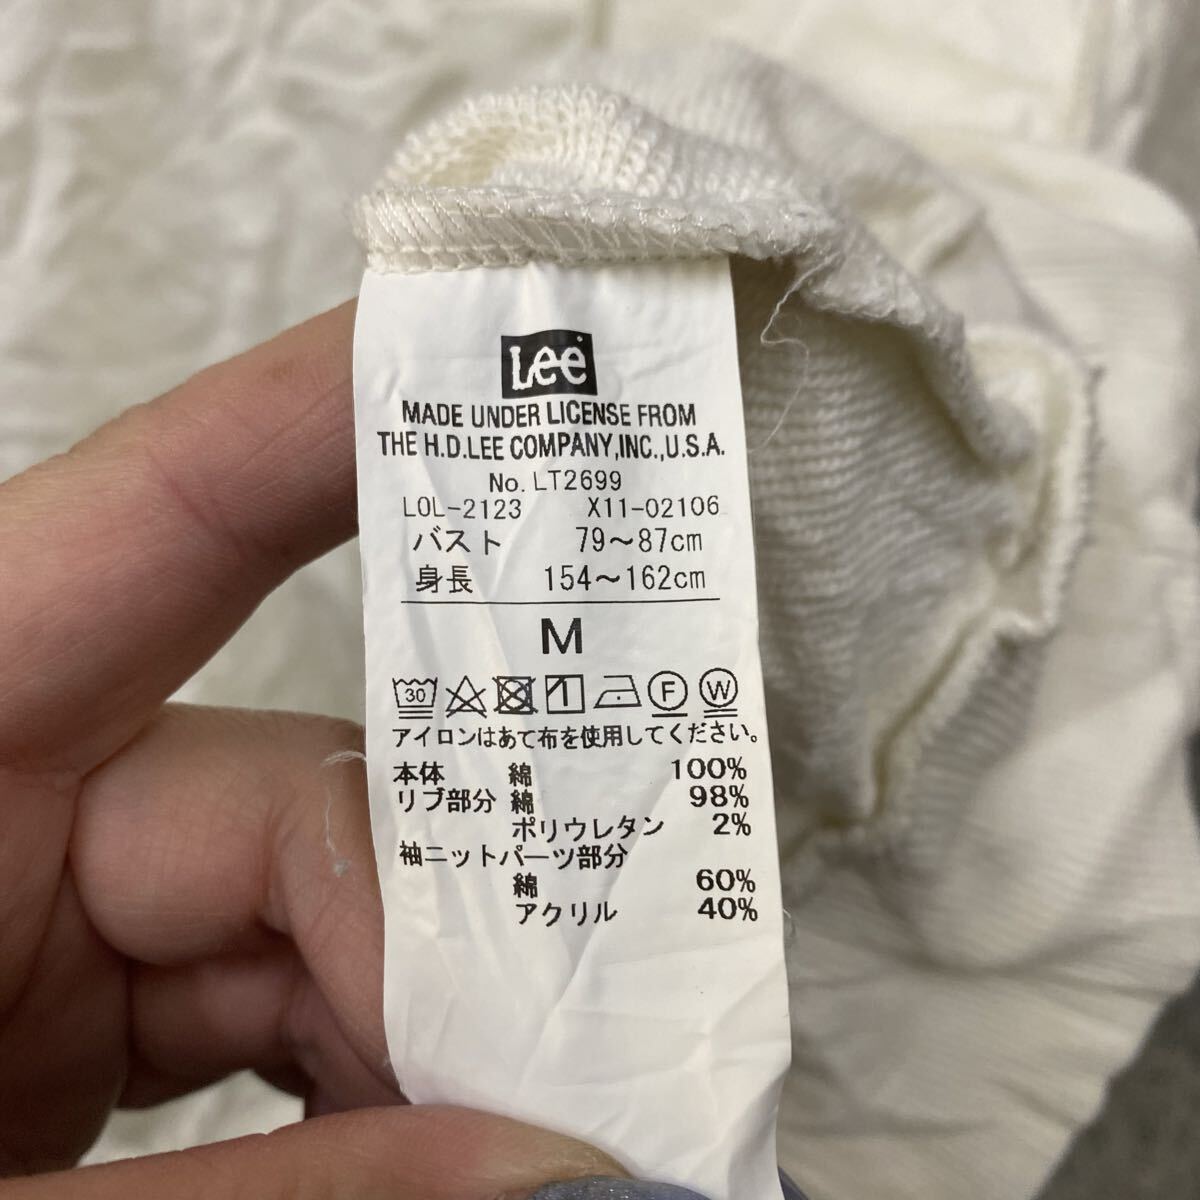 Lee
MADE UNDER LICENSE FROM
THE H.D.LEE COMPANY,INC.,U.S.A.
No. LT2699
LOL-2123 X11-02106
バスト 79～87cm
身長 154～162cm
M
30 F W
アイロンはあて布を使用してください。
本体 綿 100%
リブ部分 綿 98%
ポリウレタン 2%
袖ニットパーツ部分
綿 60%
アクリル 40%